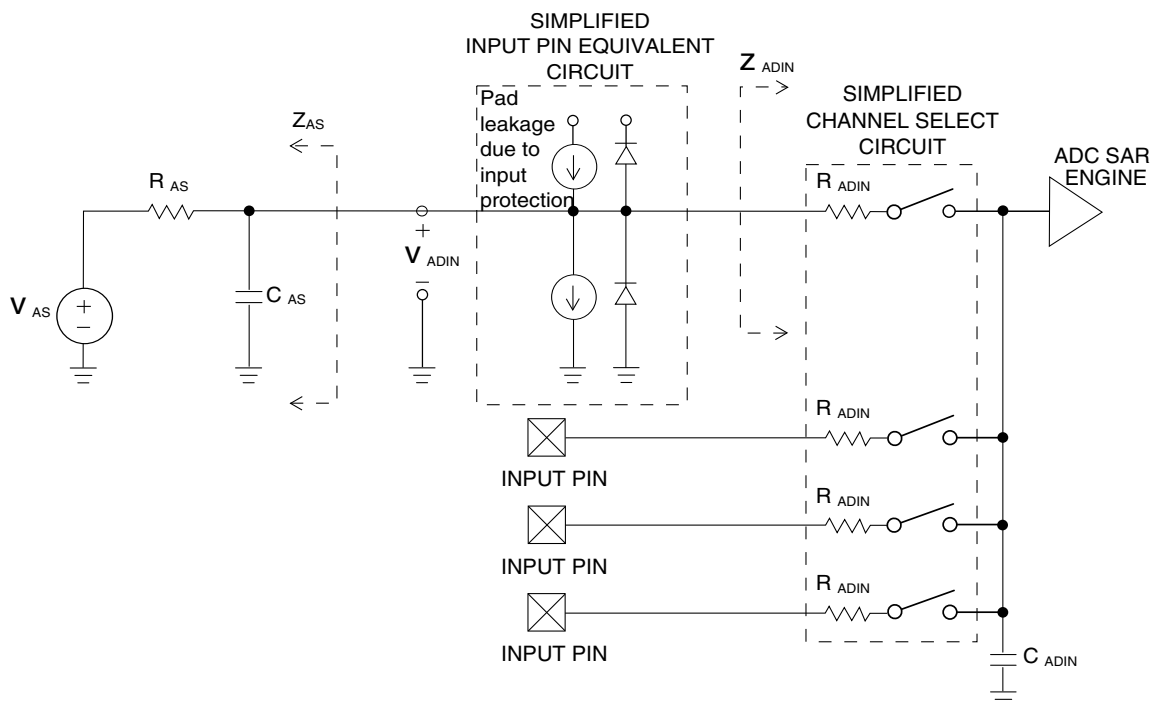 SIMPLIFIED
INPUT PIN EQUIVALENT
CIRCUIT
Pad
leakage
due to
input
protection
Z ADIN
SIMPLIFIED
CHANNEL SELECT
CIRCUIT
ADC SAR
ENGINE
ZAS
R AS
R ADIN
+
V ADIN
–
C AS
V AS
+
–
R ADIN
INPUT PIN
R ADIN
INPUT PIN
R ADIN
INPUT PIN
C ADIN